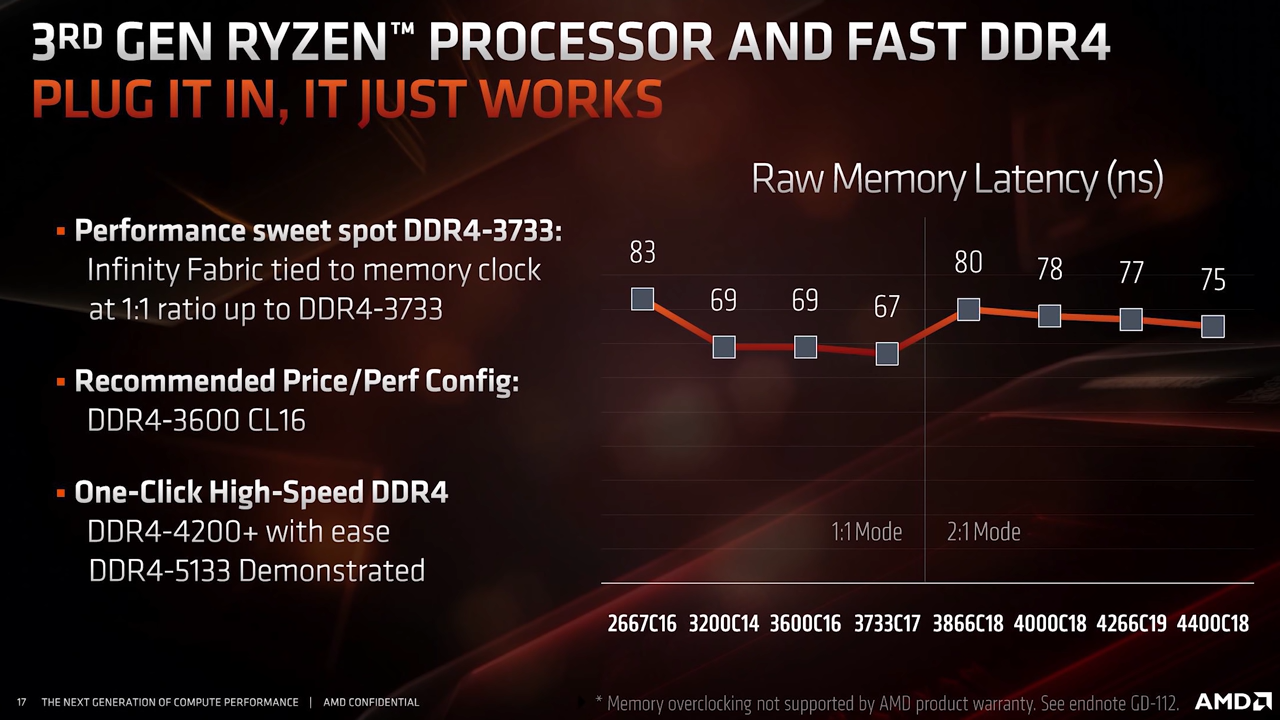 3RD GEN RYZEN™ PROCESSOR AND FAST DDR4
PLUG IT IN, IT JUST WORKS
▪ Performance sweet spot DDR4-3733:
Infinity Fabric tied to memory clock
at 1:1 ratio up to DDR4-3733
▪ Recommended Price/Perf Config:
DDR4-3600 CL16
▪ One-Click High-Speed DDR4
DDR4-4200+ with ease
DDR4-5133 Demonstrated
Raw Memory Latency (ns)
83 69 69 67 80 78 77 75
1:1 Mode 2:1 Mode
2667C16 3200C14 3600C16 3733C17 3866C18 4000C18 4266C19 4400C18
17 THE NEXT GENERATION OF COMPUTE PERFORMANCE | AMD CONFIDENTIAL
* Memory overclocking not supported by AMD product warranty. See endnote GD-112.
AMD